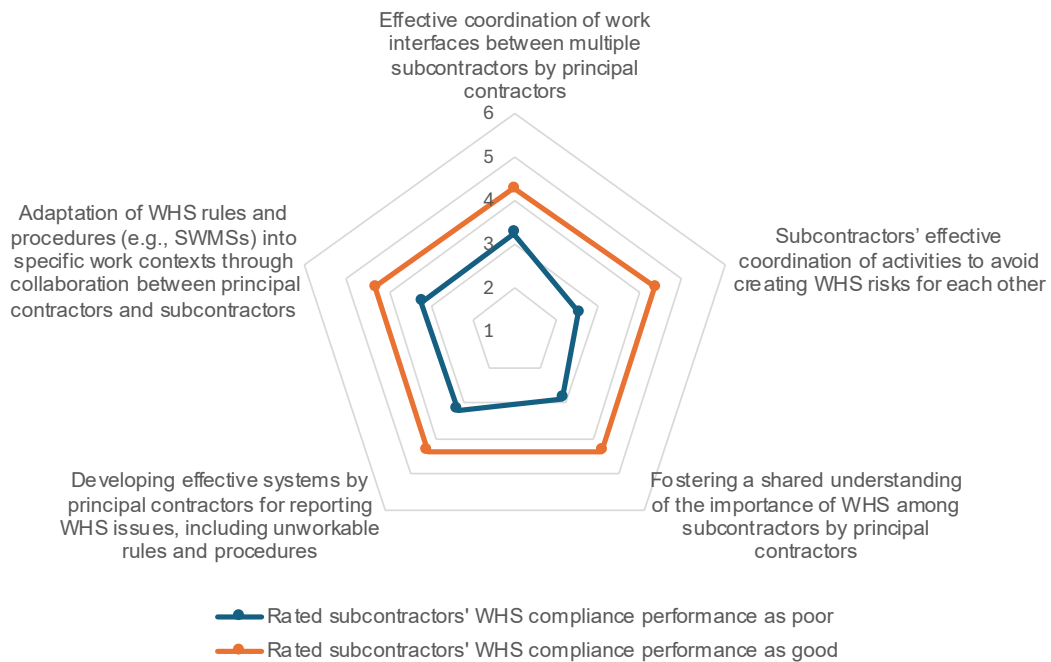 Effective coordination of work
interfaces between multiple
subcontractors by principal
contractors
6
5
4
3
2
1
Subcontractors’ effective
coordination of activities to avoid
creating WHS risks for each other
Fostering a shared understanding
of the importance of WHS among
subcontractors by principal
contractors
Developing effective systems by
principal contractors for reporting
WHS issues, including unworkable
rules and procedures
Adaptation of WHS rules and
procedures (e.g., SWMSs) into
specific work contexts through
collaboration between principal
contractors and subcontractors
Rated subcontractors' WHS compliance performance as poor
Rated subcontractors' WHS compliance performance as good